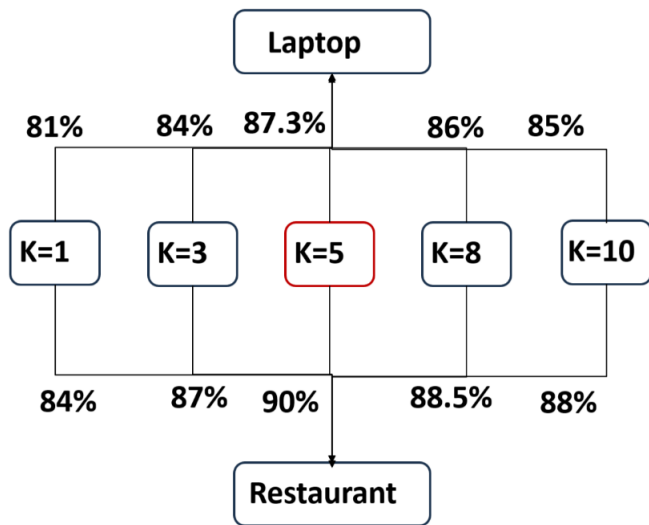 Laptop
81% 84% 87.3% 86% 85%
K=1 K=3 K=5 K=8 K=10
84% 87% 90% 88.5% 88%
Restaurant